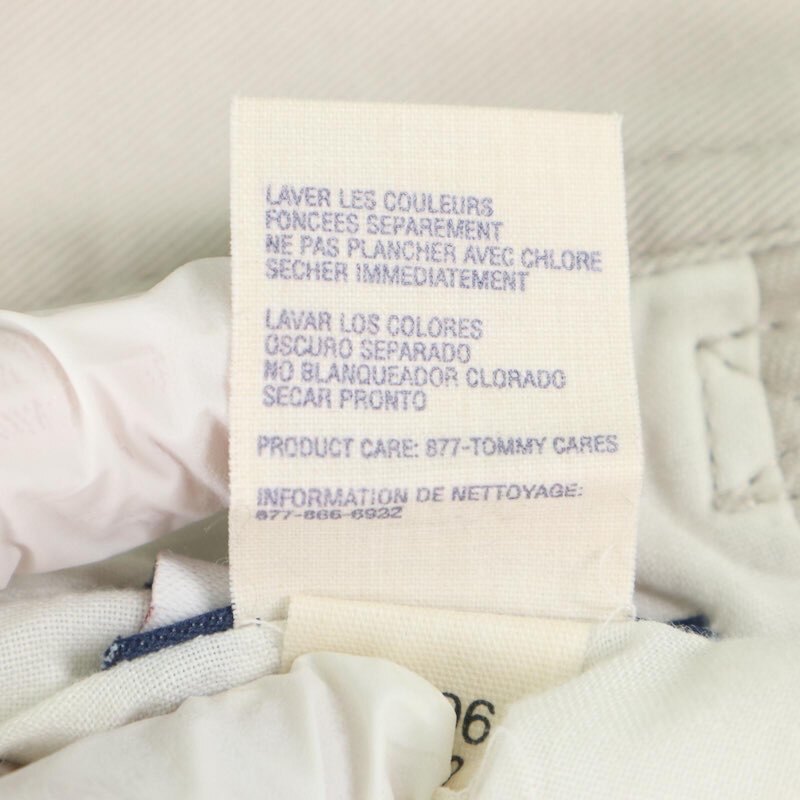 LAVER LES COULEURS
FONCEES SEPAREMENT
NE PAS PLANCHER AVEC CHLORE
SECHER IMMEDIATEMENT
LAVAR LOS COLORES
OSCURO SEPARADO
NO BLANQUEADOR CLORADO
SECAR PRONTO
PRODUCT CARE: 877-TOMMY CARES
INFORMATION DE NETTOYAGE:
877-866-6922